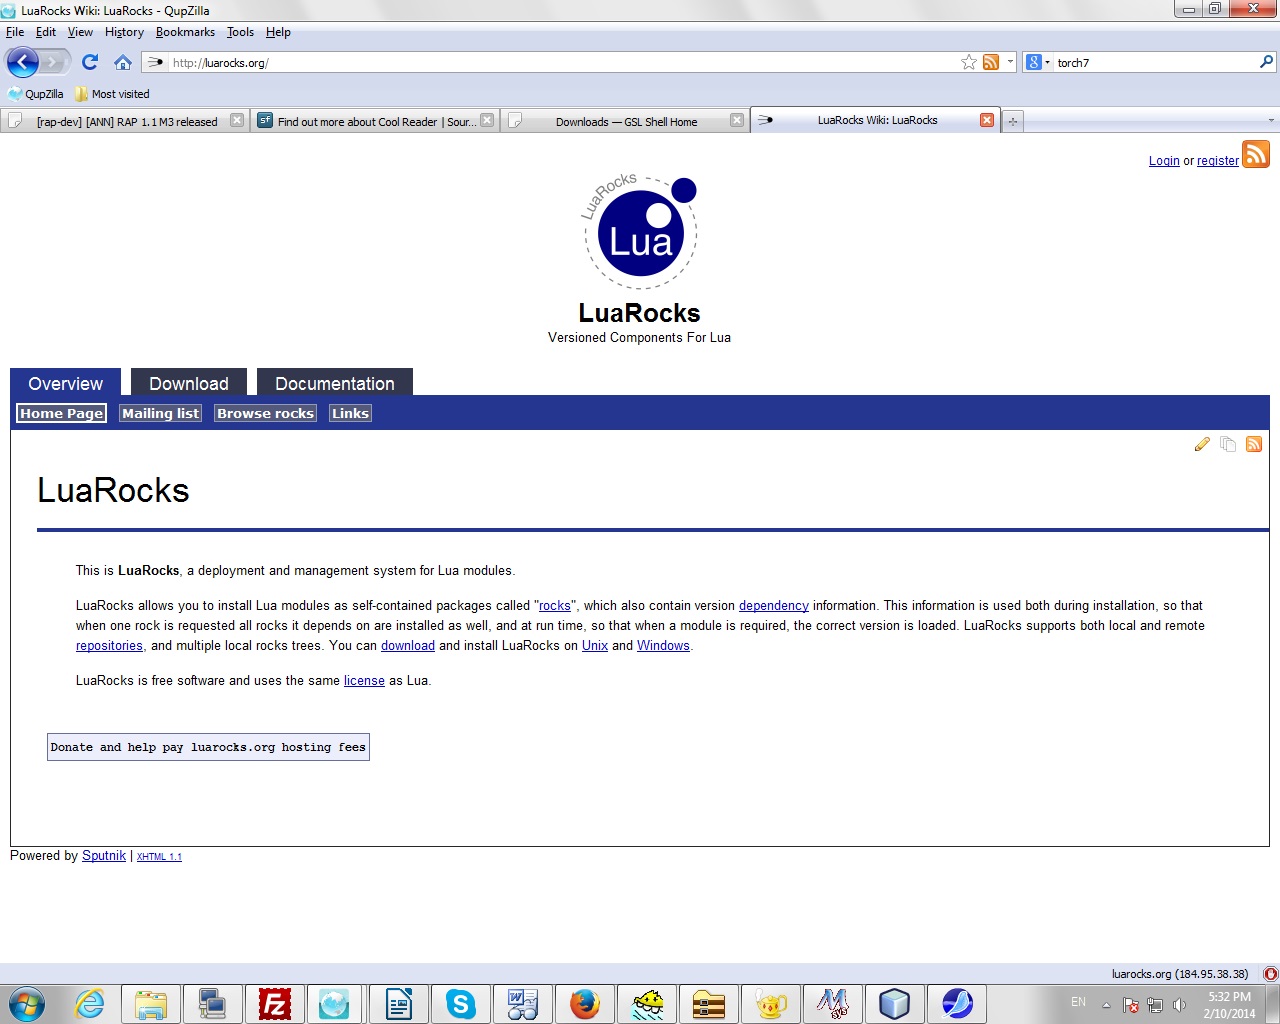 LuaRocks Wiki: LuaRocks - QupZilla
File Edit View History Bookmarks Tools Help
http://luarocks.org/
torch7
QupZilla Most visited
[rap-dev] [ANN] RAP 1.1 M3 released
Find out more about Cool Reader | Sour...
Downloads — GSL Shell Home
LuaRocks Wiki: LuaRocks
Login or register
LuaRocks
Lua
LuaRocks
Versioned Components For Lua
Overview Download Documentation
Home Page Mailing list Browse rocks Links
LuaRocks
This is LuaRocks, a deployment and management system for Lua modules.
LuaRocks allows you to install Lua modules as self-contained packages called "rocks", which also contain version dependency information. This information is used both during installation, so that
when one rock is requested all rocks it depends on are installed as well, and at run time, so that when a module is required, the correct version is loaded. LuaRocks supports both local and remote
repositories, and multiple local rocks trees. You can download and install LuaRocks on Unix and Windows.
LuaRocks is free software and uses the same license as Lua.
Donate and help pay luarocks.org hosting fees
Powered by Sputnik | XHTML 1.1
luarocks.org (184.95.38.38)
EN
5:32 PM
2/10/2014